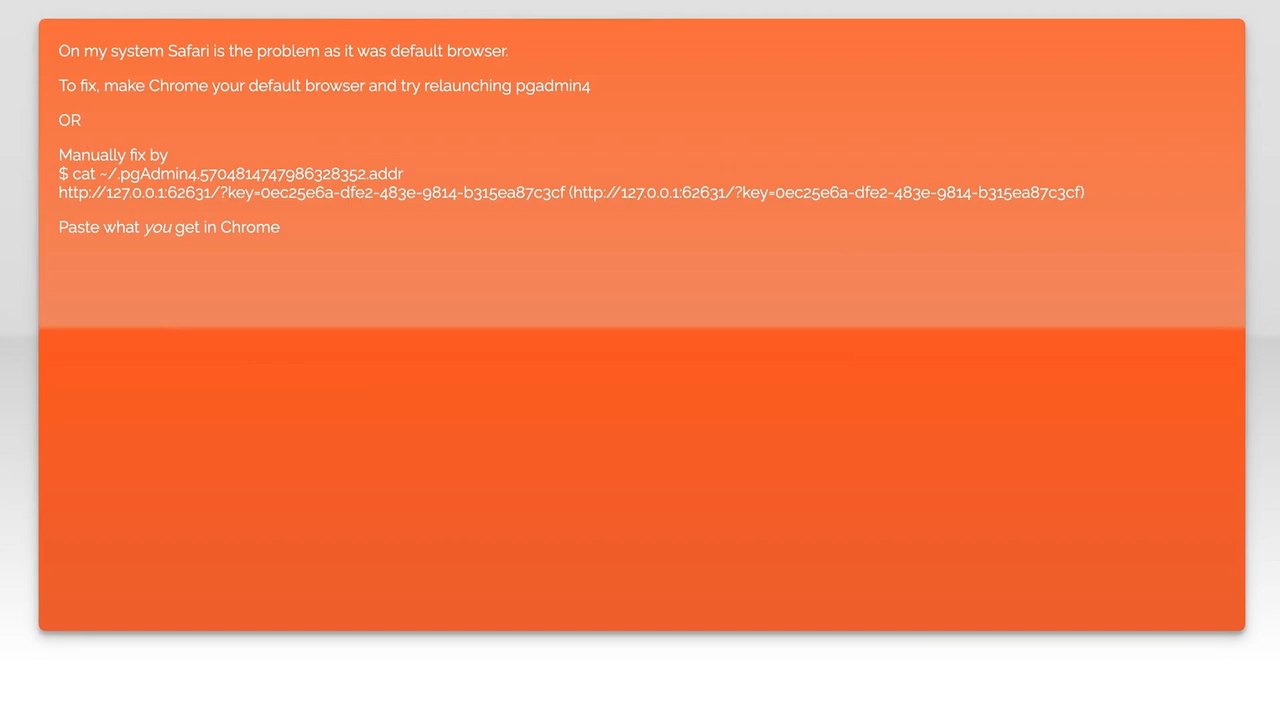 On my system Safari is the problem as it was default browser.
To fix, make Chrome your default browser and try relaunching pgadmin4
OR
Manually fix by
$ cat ~/.pgAdmin4.5704814747986328352.addr
http://127.0.0.1:62631/?key=0ec25e6a-dfe2-483e-9814-b315ea87c3cf (http://127.0.0.1:62631/?key=0ec25e6a-dfe2-483e-9814-b315ea87c3cf)
Paste what you get in Chrome